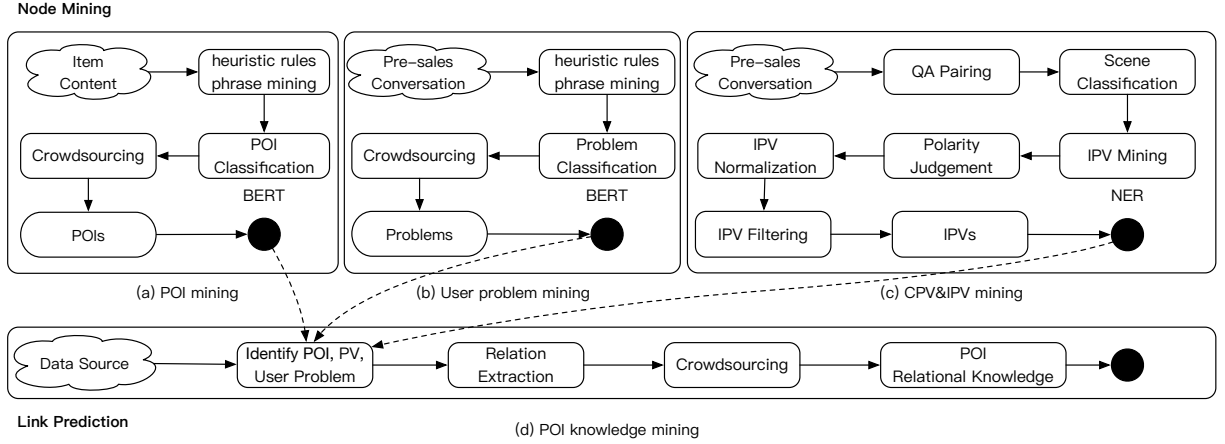 Node Mining
Item
Content
heuristic rules
phrase mining
POI
Classification
Crowdsourcing
BERT
POIs
(a) POI mining
Pre-sales
Conversation
heuristic rules
phrase mining
Problem
Classification
Crowdsourcing
BERT
Problems
(b) User problem mining
Pre-sales
Conversation
QA Pairing
Scene
Classification
IPV Mining
Polarity
Judgement
IPV
Normalization
NER
IPV Filtering
IPVs
(c) CPV&IPV mining
Data Source
Identify POI, PV,
User Problem
Relation
Extraction
Crowdsourcing
POI
Relational Knowledge
Link Prediction
(d) POI knowledge mining